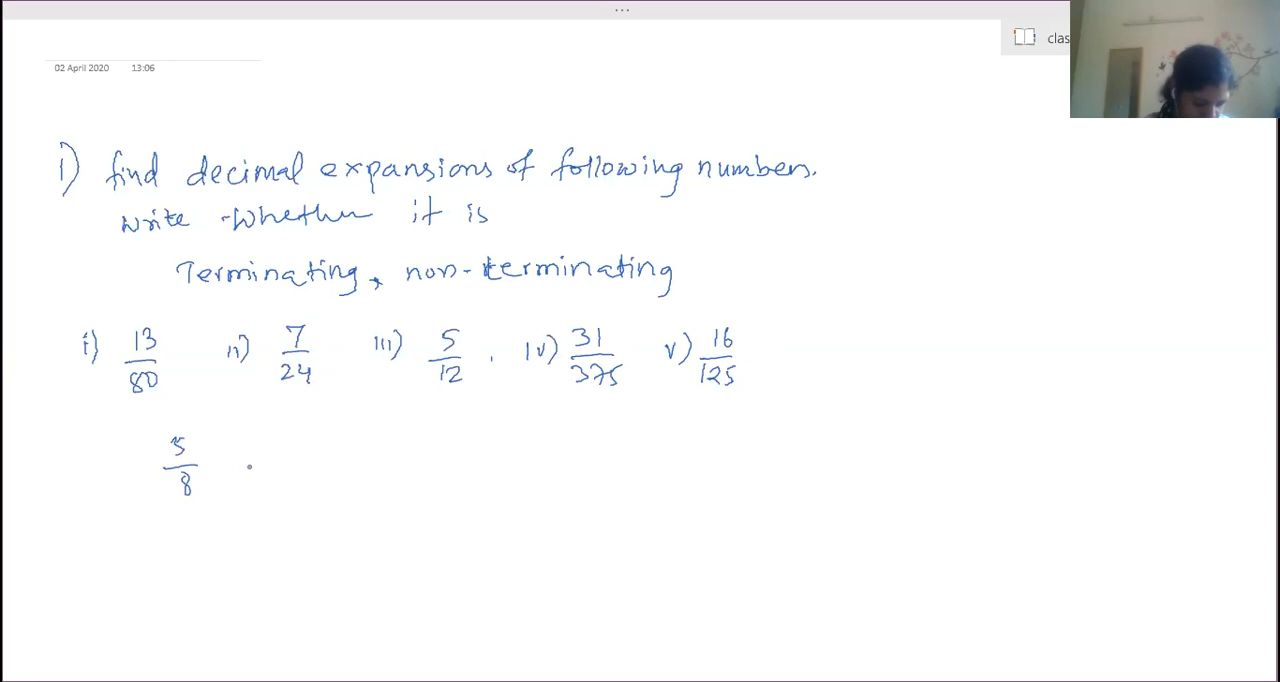 clas
02 April 2020 13:06
1) find decimal expansions of following numbers.
write whether it is
Terminating, non-terminating
i) 13/80 ii) 7/24 iii) 5/12 . iv) 31/375 v) 16/125
5/8